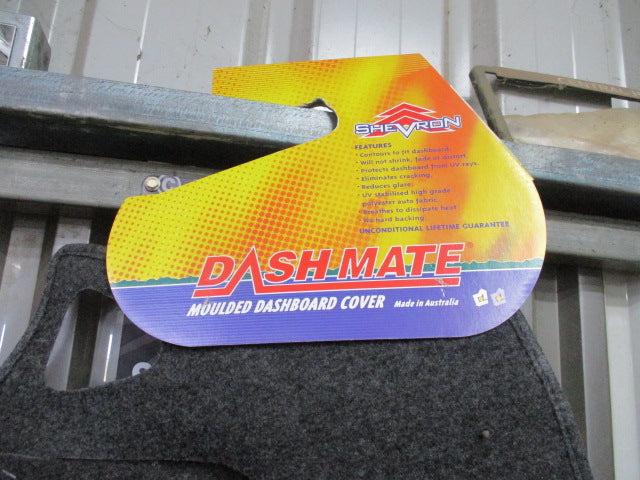 SHEVRON
FEATURES
· Contours to fit dashboard.
· Will not shrink, fade or distort.
· Protects dashboard from UV rays.
· Eliminates cracking.
· Reduces glare.
· UV stabilised high grade
polyester auto fabric.
· Breathes to dissipate heat
· No hard backing.
UNCONDITIONAL LIFETIME GUARANTEE
DASH MATE®
MOULDED DASHBOARD COVER Made in Australia